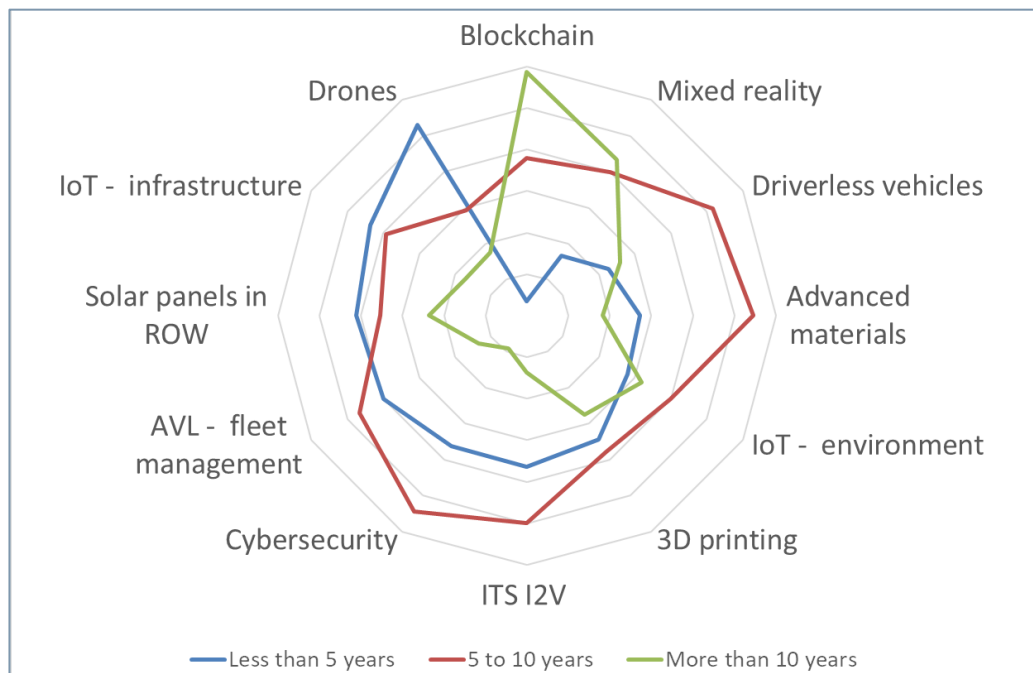 Blockchain
Drones
Mixed reality
IoT -  infrastructure
Driverless vehicles
Solar panels in
ROW
Advanced
materials
AVL -  fleet
management
IoT -  environment
Cybersecurity
3D printing
ITS I2V
Less than 5 years
5 to 10 years
More than 10 years